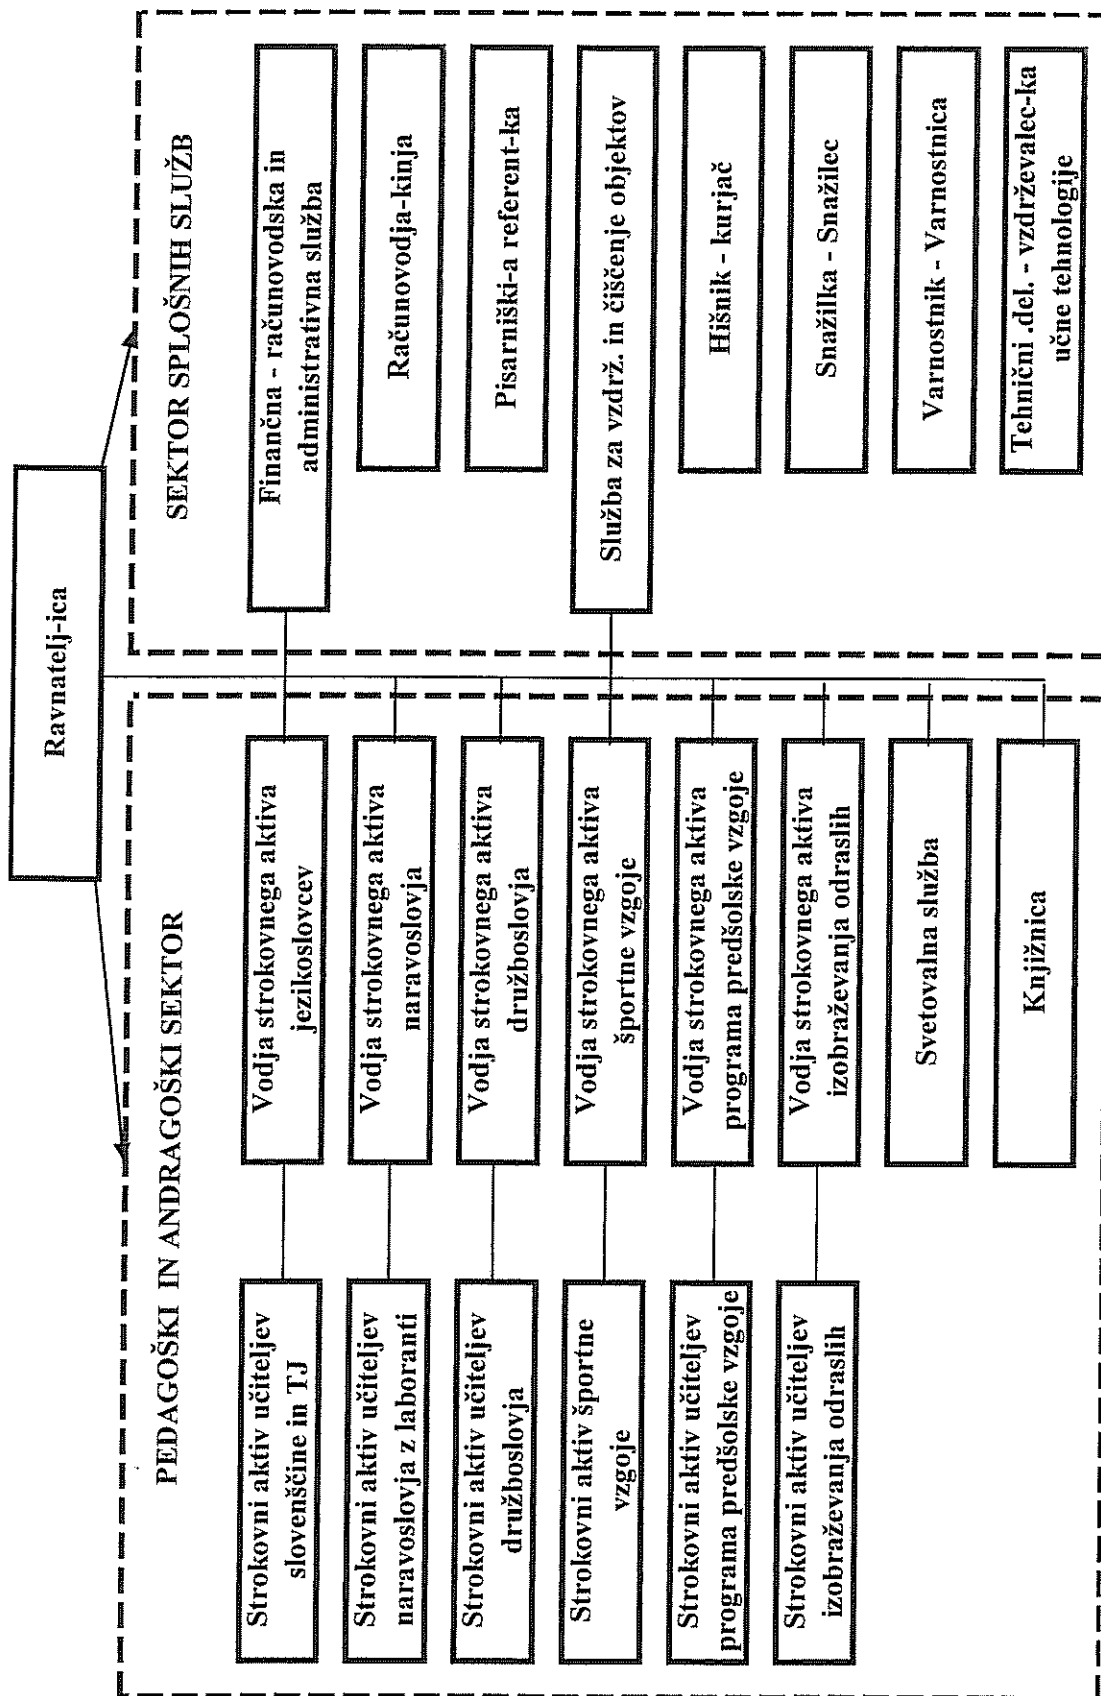 Ravnatelj-ica
PEDAGOŠKI IN ANDRAGOŠKI SEKTOR
Strokovni aktiv učiteljev
slovenščine in TJ
Vodja strokovnega aktiva
jezikoslovcev
Strokovni aktiv učiteljev
naravoslovja z laboranti
Vodja strokovnega aktiva
naravoslovja
Strokovni aktiv učiteljev
družboslovja
Vodja strokovnega aktiva
družboslovja
Strokovni aktiv športne
vzgoje
Vodja strokovnega aktiva
športne vzgoje
Strokovni aktiv učiteljev
programa predšolske vzgoje
Vodja strokovnega aktiva
programa predšolske vzgoje
Strokovni aktiv učiteljev
izobraževanja odraslih
Vodja strokovnega aktiva
izobraževanja odraslih
Svetovalna služba
Knjižnica
SEKTOR SPLOŠNIH SLUŽB
Finančna - računovodska in
administrativna služba
Računovodja-kinja
Pisarniški-a referent-ka
Služba za vzdrž. in čiščenje objektov
Hišnik - kurjač
Snažilka - Snažilec
Varnostnik - Varnostnica
Tehnični .del. - vzdrževalec-ka
učne tehnologije